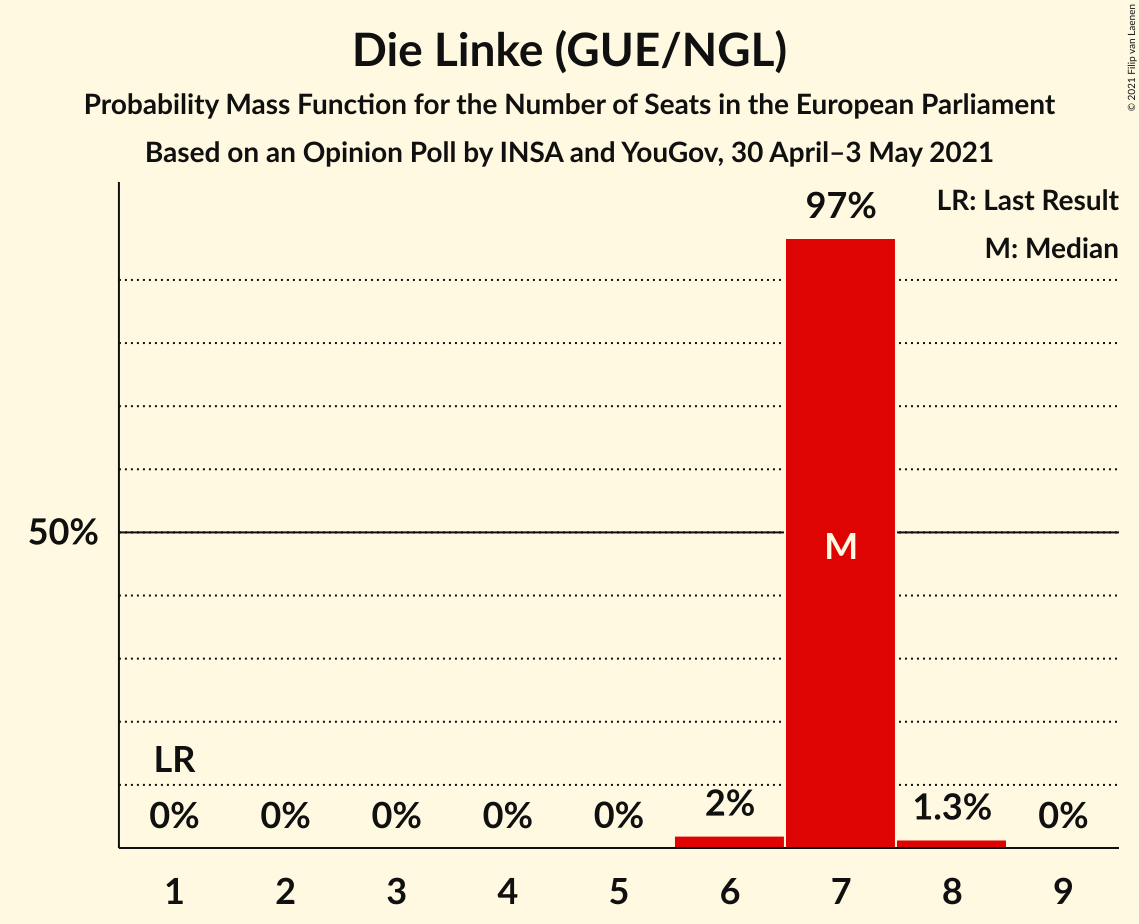 Die Linke (GUE/NGL)
Probability Mass Function for the Number of Seats in the European Parliament
Based on an Opinion Poll by INSA and YouGov, 30 April–3 May 2021
© 2021 Filip van Laenen
LR: Last Result
M: Median
97%
50%
M
LR
0%
0%
0%
0%
0%
2%
1.3%
0%
1
2
3
4
5
6
7
8
9